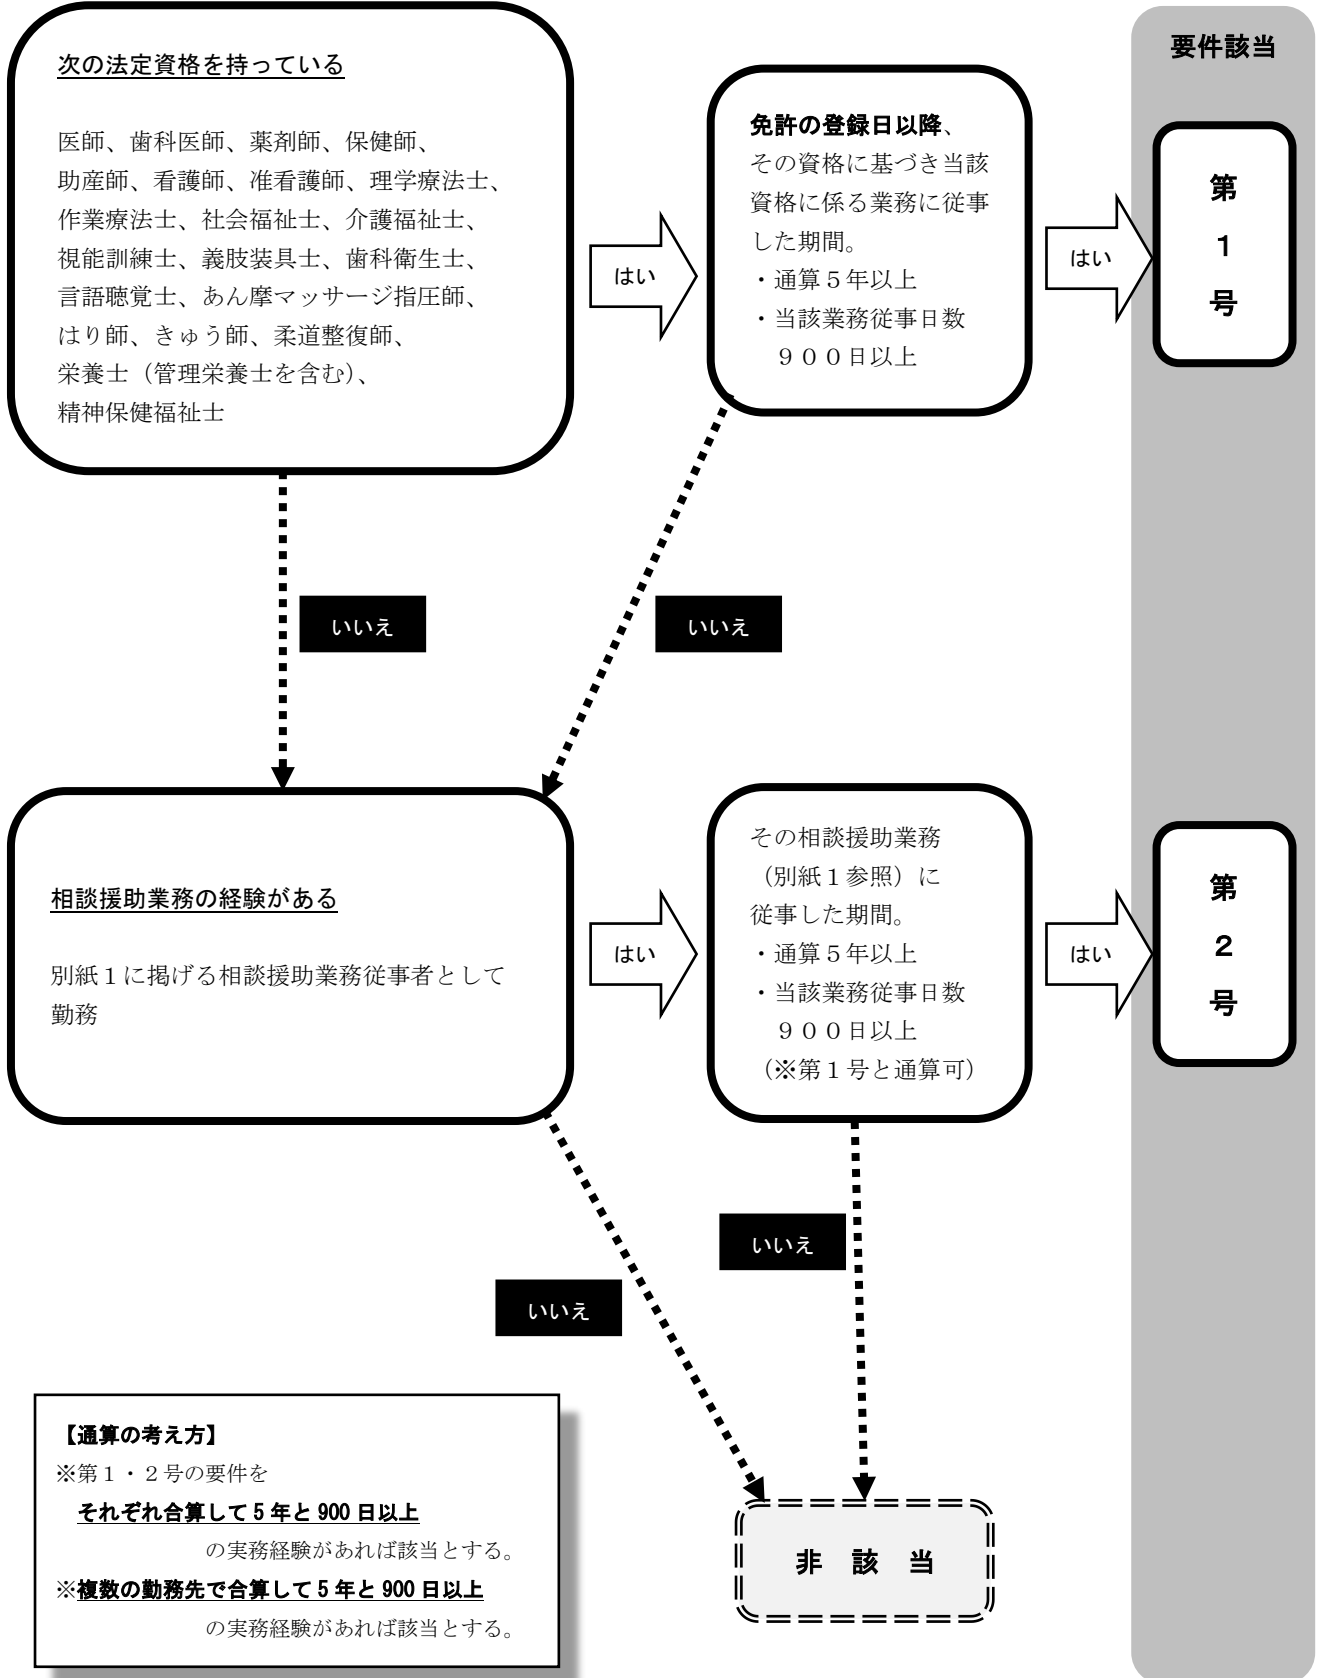 要件該当
次の法定資格を持っている
医師、歯科医師、薬剤師、保健師、
助産師、看護師、准看護師、理学療法士、
作業療法士、社会福祉士、介護福祉士、
視能訓練士、義肢装具士、歯科衛生士、
言語聴覚士、あん摩マッサージ指圧師、
はり師、きゅう師、柔道整復師、
栄養士（管理栄養士を含む）、
精神保健福祉士
はい
免許の登録日以降、
その資格に基づき当該
資格に係る業務に従事
した期間。
・通算５年以上
・当該業務従事日数
９００日以上
はい
第
１
号
いいえ
いいえ
相談援助業務の経験がある
別紙１に掲げる相談援助業務従事者として
勤務
はい
その相談援助業務
（別紙１参照）に
従事した期間。
・通算５年以上
・当該業務従事日数
９００日以上
（※第１号と通算可）
はい
第
２
号
いいえ
いいえ
【通算の考え方】
※第１・２号の要件を
それぞれ合算して５年と900日以上
の実務経験があれば該当とする。
※複数の勤務先で合算して５年と900日以上
の実務経験があれば該当とする。
非 該 当